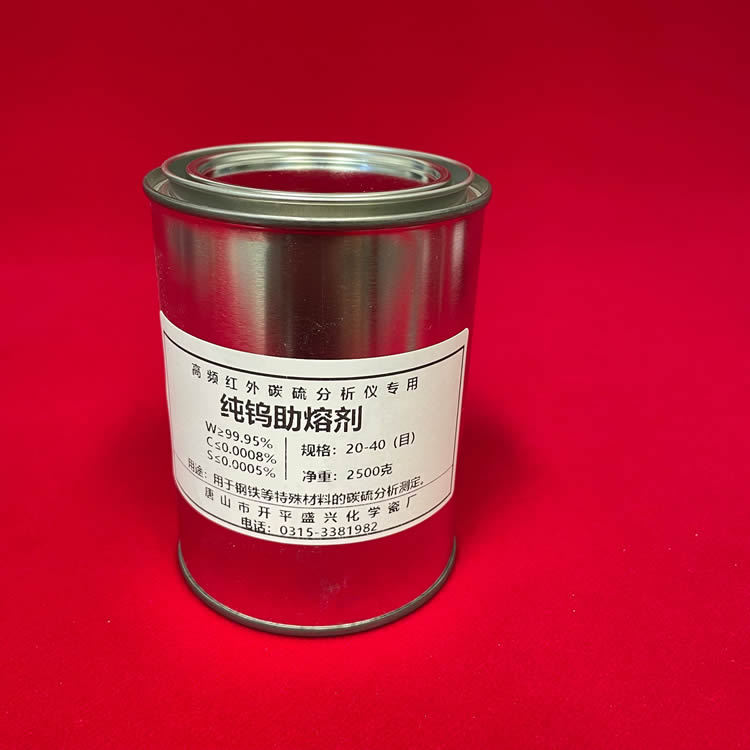 高频红外碳硫分析仪专用
纯钨助熔剂
W≥99.95%
C≤0.0008%
S≤0.0005%
规格：20-40（目）
净重：2500克
用途：用于钢铁等特殊材料的碳硫分析测定。
唐山市开平盛兴化学瓷厂
电话：0315-3381982